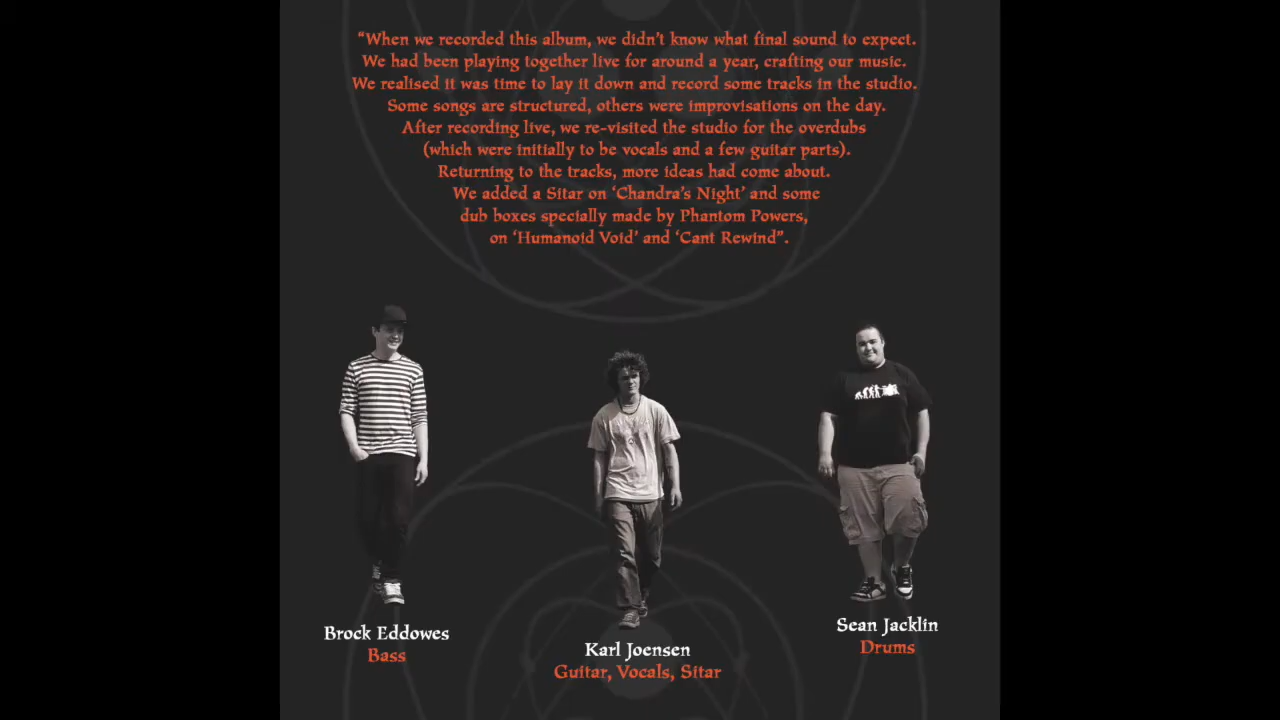 “When we recorded this album, we didn’t know what final sound to expect.
We had been playing together live for around a year, crafting our music.
We realised it was time to lay it down and record some tracks in the studio.
Some songs are structured, others were improvisations on the day.
After recording live, we re-visited the studio for the overdubs
(which were initially to be vocals and a few guitar parts).
Returning to the tracks, more ideas had come about.
We added a Sitar on ‘Chandra’s Night’ and some
dub boxes specially made by Phantom Powers,
on ‘Humanoid Void’ and ‘Cant Rewind”.
Brock Eddowes
Bass
Karl Joensen
Guitar, Vocals, Sitar
Sean Jacklin
Drums